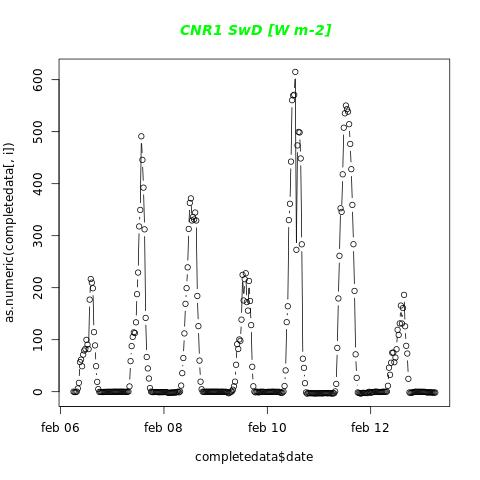 CNR1 SwD [W m-2]
as.numeric(completedata[, i])
600
500
400
300
200
100
0
feb 06
feb 08
feb 10
feb 12
completedata$date